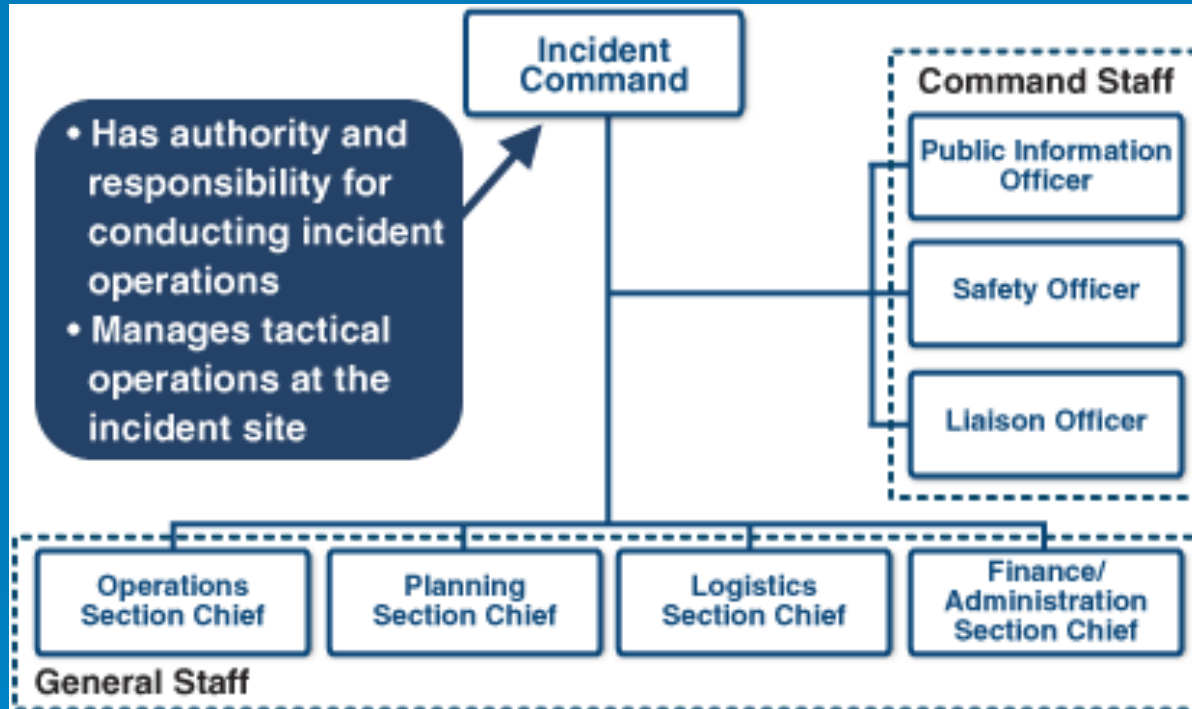 Incident
Command
Command Staff
• Has authority and
responsibility for
conducting incident
operations
• Manages tactical
operations at the
incident site
Public Information
Officer
Safety Officer
Liaison Officer
Operations
Section Chief
Planning
Section Chief
Logistics
Section Chief
Finance/
Administration
Section Chief
General Staff